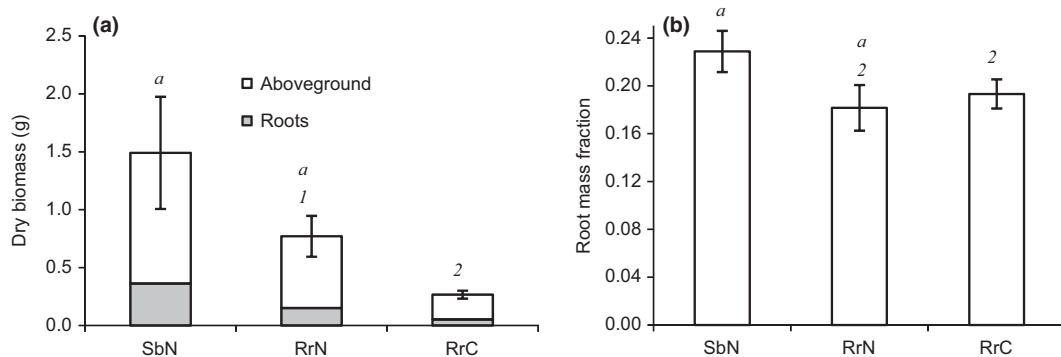 (a)
2.5
2.0
1.5
1.0
0.5
0.0
Dry biomass (g)
a
a
1
2
Aboveground
Roots
SbN
RrN
RrC
(b)
0.24
0.20
0.16
0.12
0.08
0.04
0.00
Root mass fraction
a
a
2
2
SbN
RrN
RrC